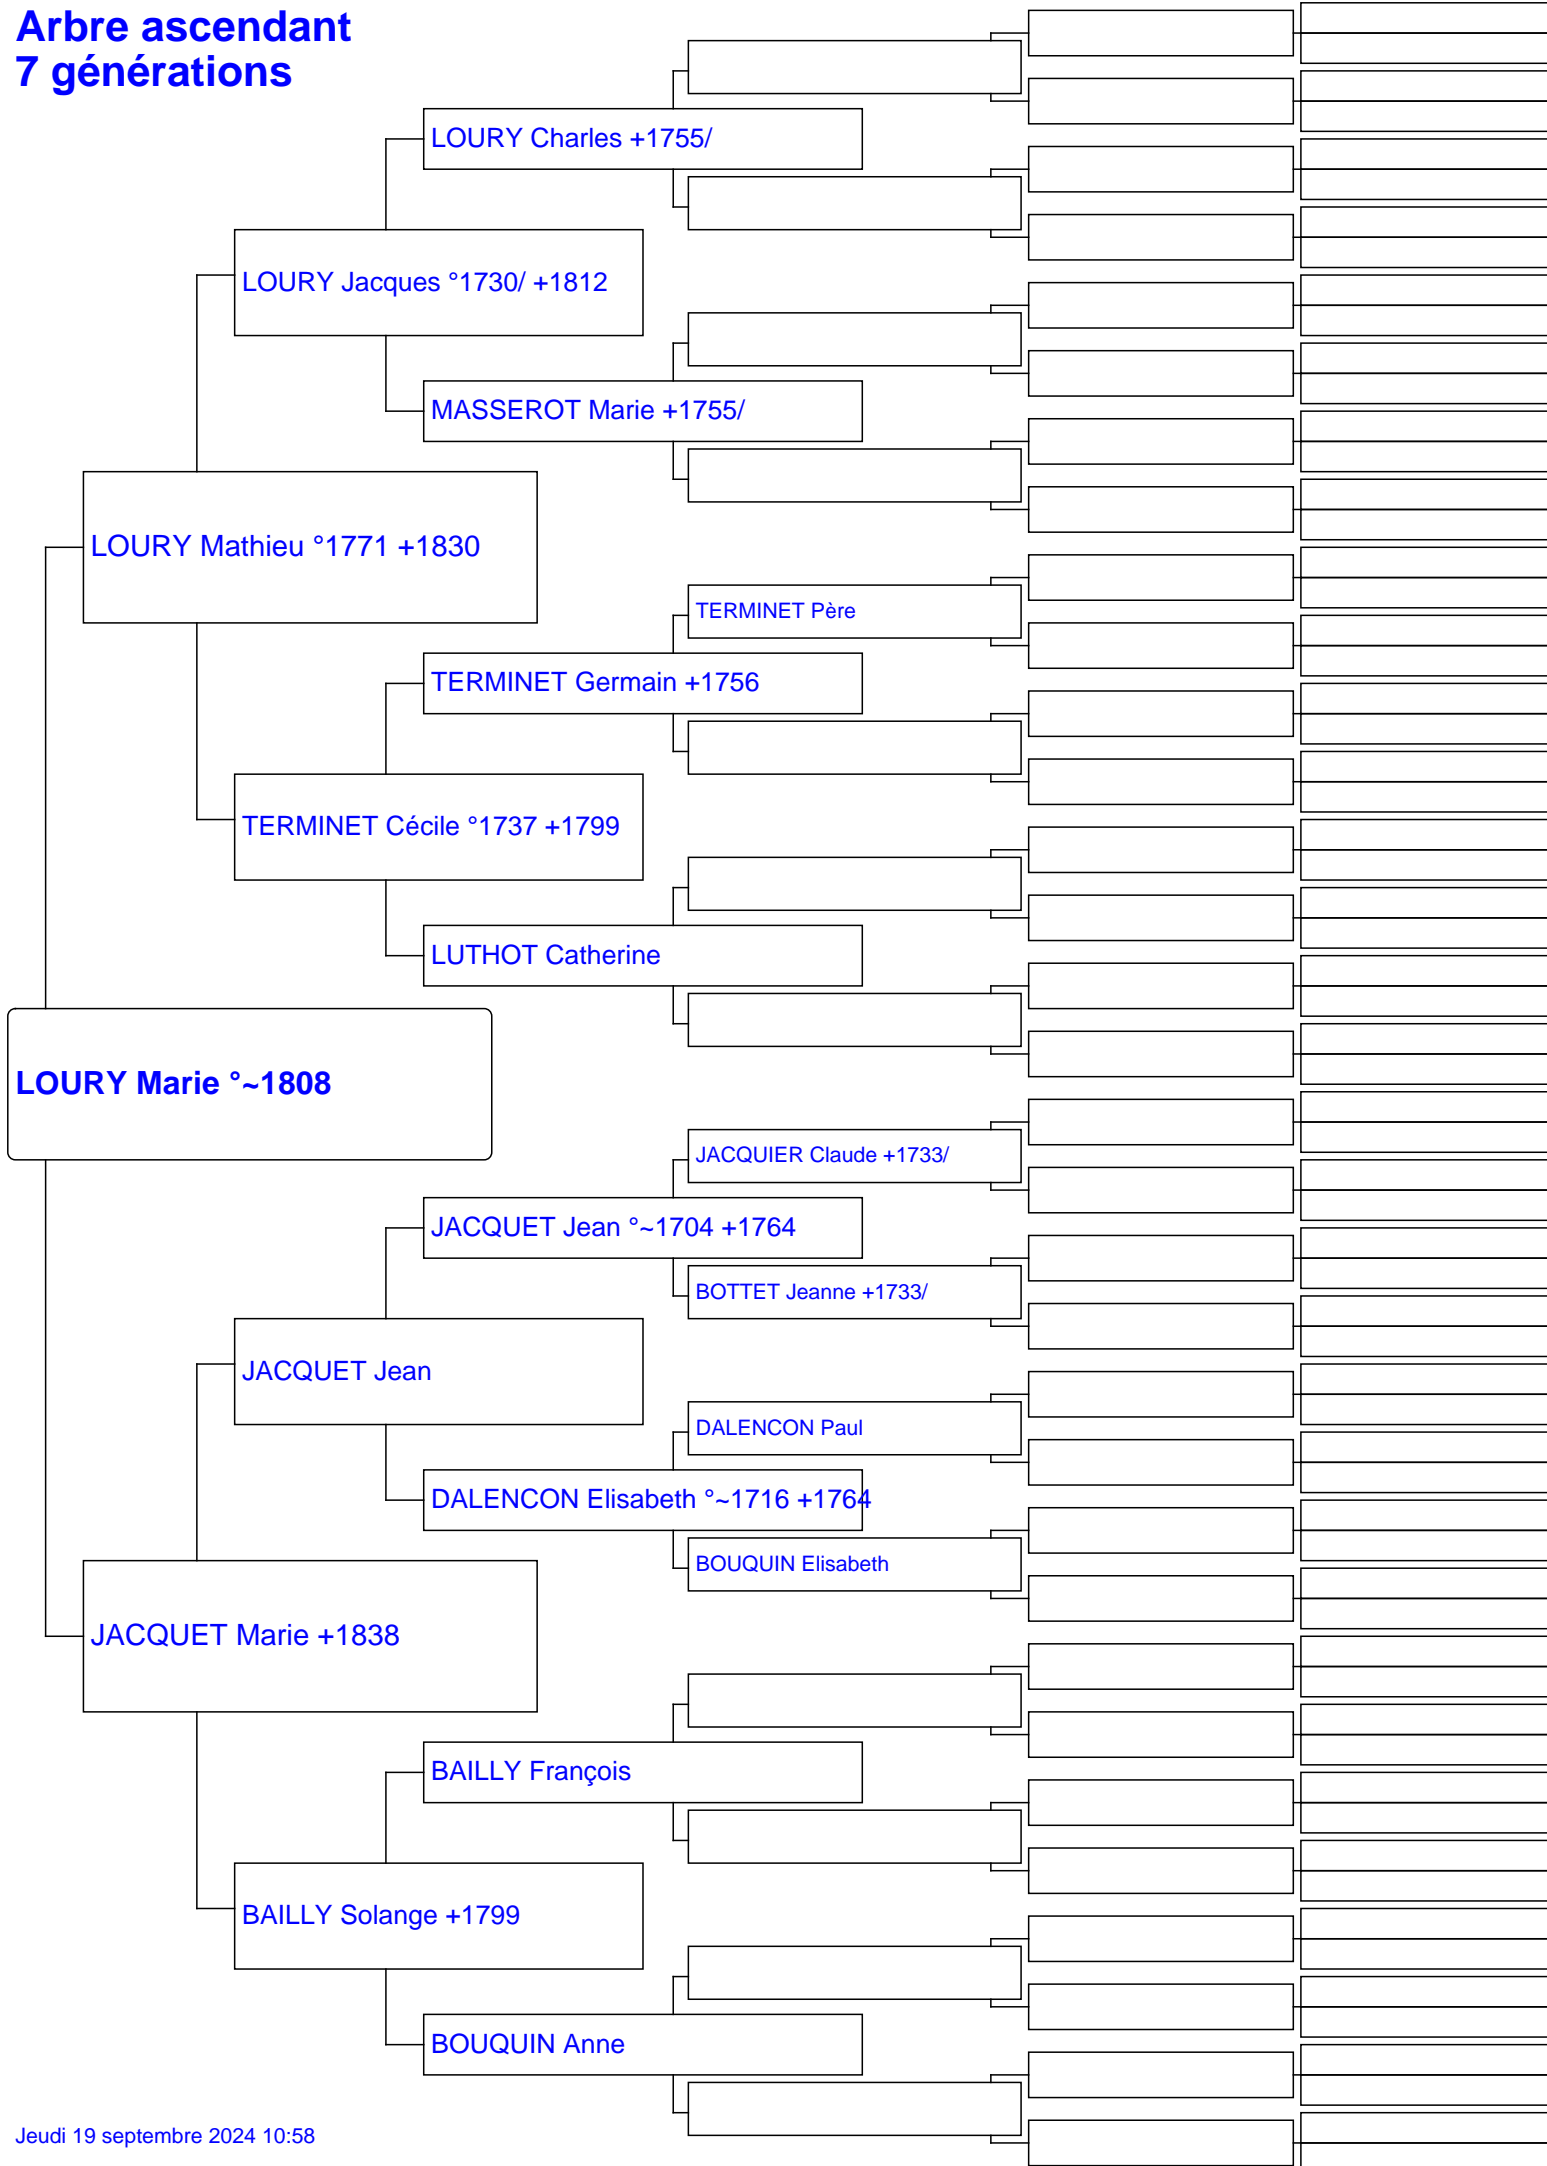 Arbre ascendant
7 générations
LOURY Charles +1755/
LOURY Jacques °1730/ +1812
MASSEROT Marie +1755/
LOURY Mathieu °1771 +1830
TERMINET Père
TERMINET Germain +1756
TERMINET Cécile °1737 +1799
LUTHOT Catherine
LOURY Marie °~1808
JACQUIER Claude +1733/
JACQUET Jean °~1704 +1764
BOTTET Jeanne +1733/
JACQUET Jean
DALENCON Paul
DALENCON Elisabeth °~1716 +1764
BOUQUIN Elisabeth
JACQUET Marie +1838
BAILLY François
BAILLY Solange +1799
BOUQUIN Anne
Jeudi 19 septembre 2024 10:58